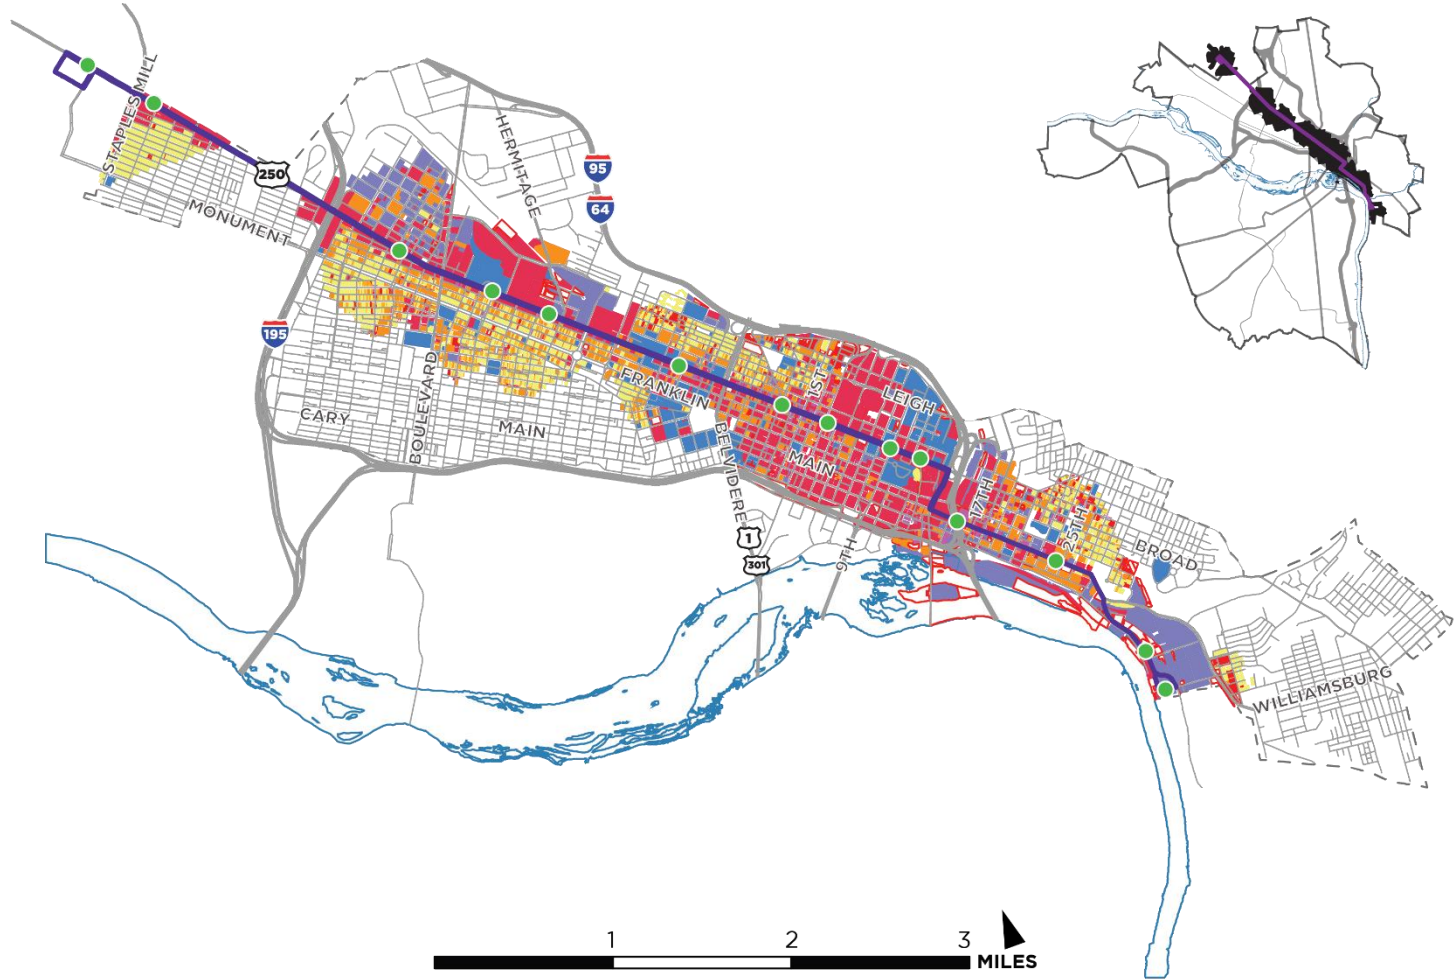 STAPLES MILL
250
MONUMENT
HERMITAGE
95
64
195
BOULEVARD
CARY
MAIN
FRANKLIN
1ST
LEIGH
MAIN
BELVIDERE
1
301
9TH
17TH
25TH
BROAD
WILLIAMSBURG
1
2
3
MILES